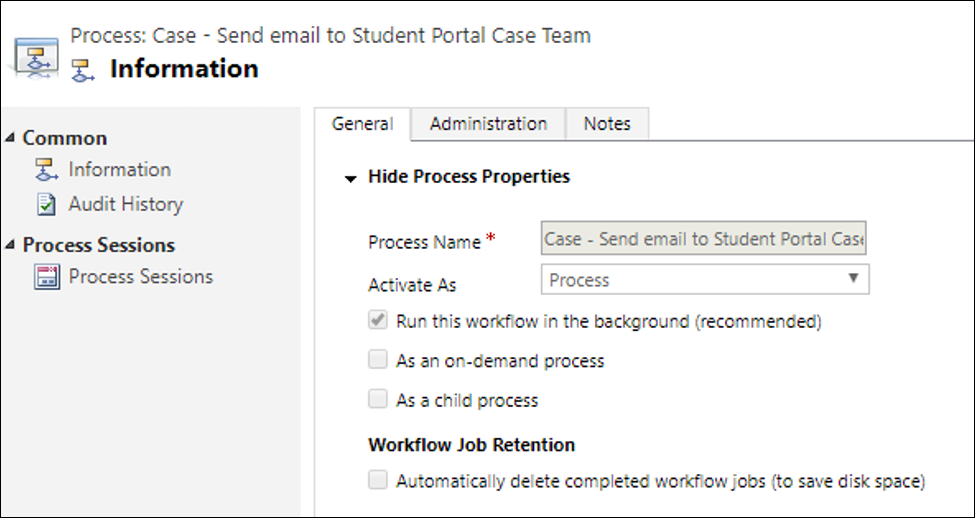 Process: Case - Send email to Student Portal Case Team
Information
Common
Information
Audit History
Process Sessions
Process Sessions
General Administration Notes
Hide Process Properties
Process Name * Case - Send email to Student Portal Case
Activate As Process
Run this workflow in the background (recommended)
As an on-demand process
As a child process
Workflow Job Retention
Automatically delete completed workflow jobs (to save disk space)